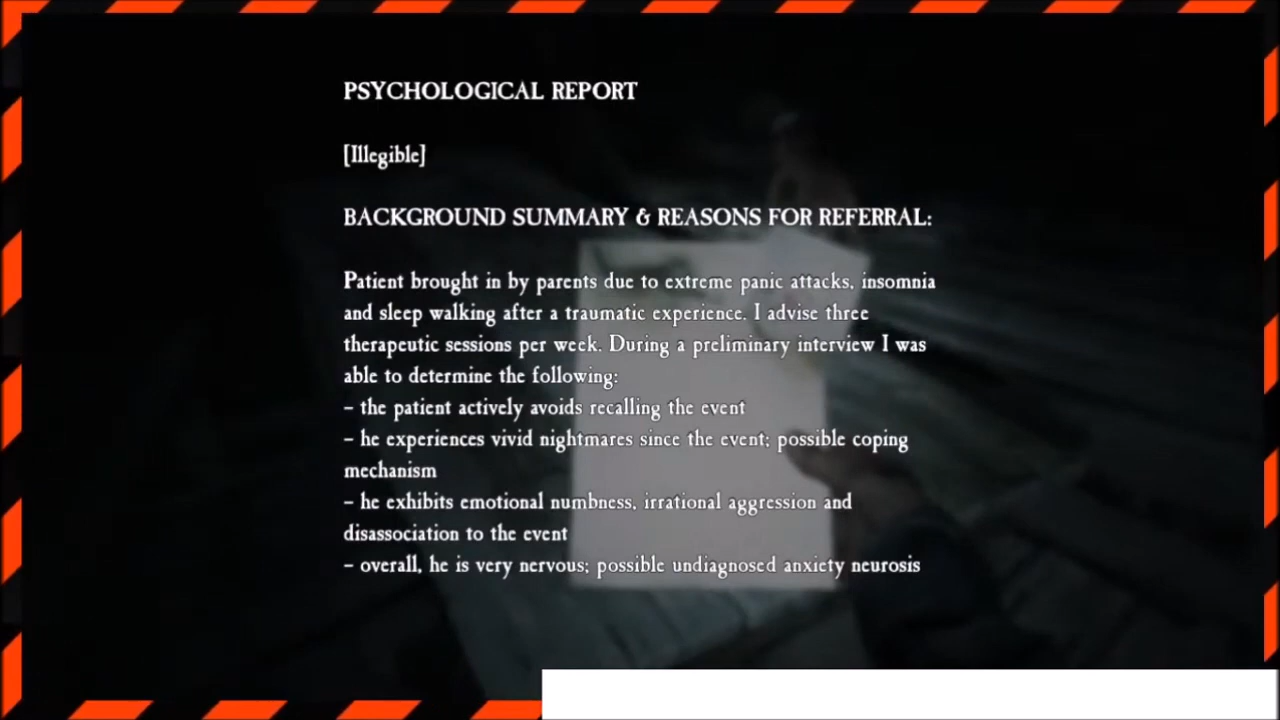 PSYCHOLOGICAL REPORT
[Illegible]
BACKGROUND SUMMARY & REASONS FOR REFERRAL:
Patient brought in by parents due to extreme panic attacks, insomnia
and sleep walking after a traumatic experience. I advise three
therapeutic sessions per week. During a preliminary interview I was
able to determine the following:
– the patient actively avoids recalling the event
– he experiences vivid nightmares since the event; possible coping
mechanism
– he exhibits emotional numbness, irrational aggression and
disassociation to the event
– overall, he is very nervous; possible undiagnosed anxiety neurosis